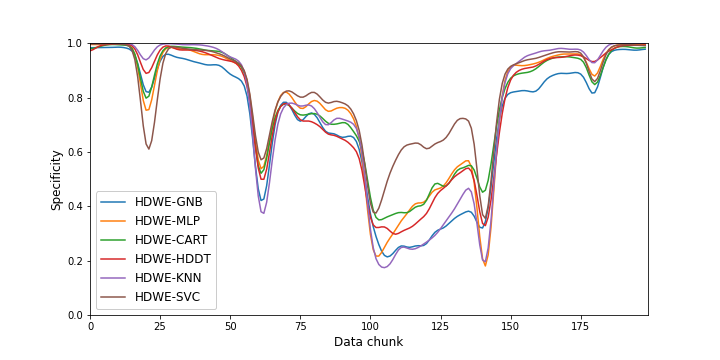 1.0
0.8
0.6
0.4
0.2
0.0
Specificity
HDWE-GNB
HDWE-MLP
HDWE-CART
HDWE-HDDT
HDWE-KNN
HDWE-SVC
0 25 50 75 100 125 150 175
Data chunk